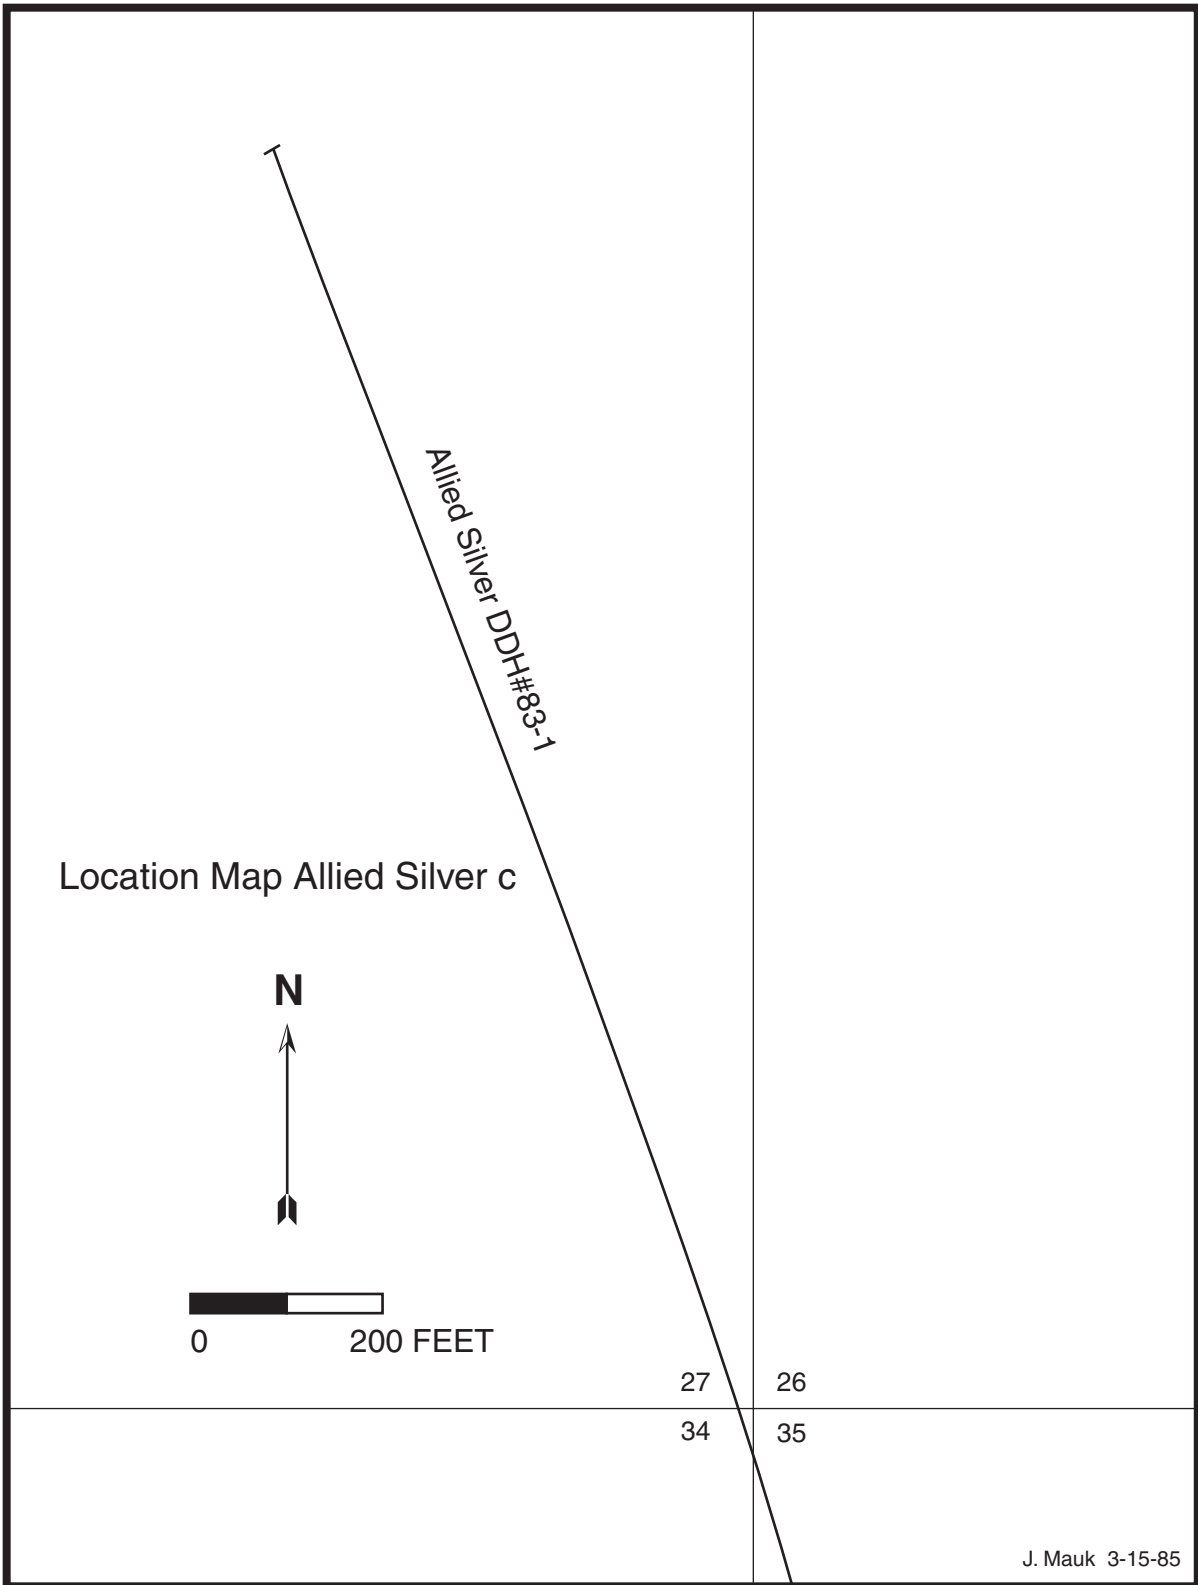 Allied Silver DDH#83-1
Location Map Allied Silver c
N
0 200 FEET
27 26
34 35
J. Mauk 3-15-85